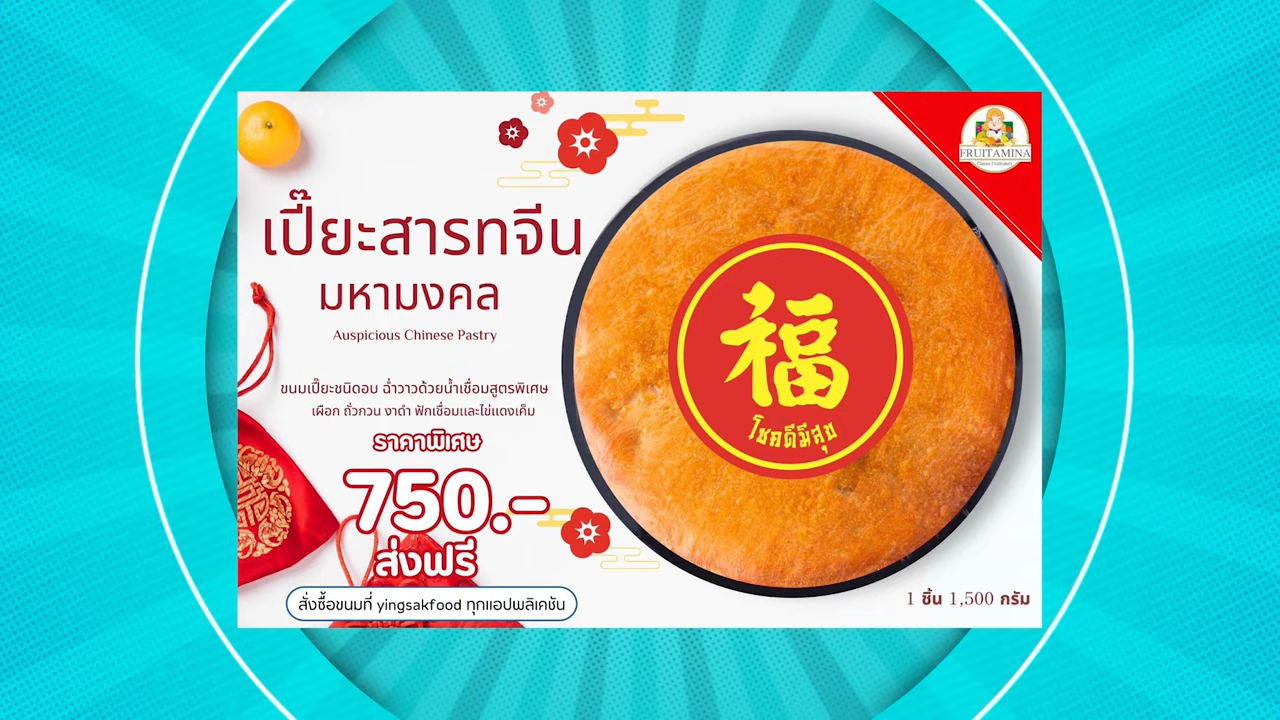 เปี๊ยะสารทจีน
มหามงคล
Auspicious Chinese Pastry
ขนมเปี๊ยะชนิดอบ ฉ่ำวาวด้วยน้ำเชื่อมสูตรพิเศษ
เผือก ถั่วกวน งาดำ ฟักเชื่อมและไข่แดงเค็ม
ราคาพิเศษ
750.-
ส่งฟรี
สั่งซื้อขนมที่ yingsakfood ทุกแอปพลิเคชัน
FRUITAMINA
福
โชคดีมีสุข
1 ชิ้น 1,500 กรัม